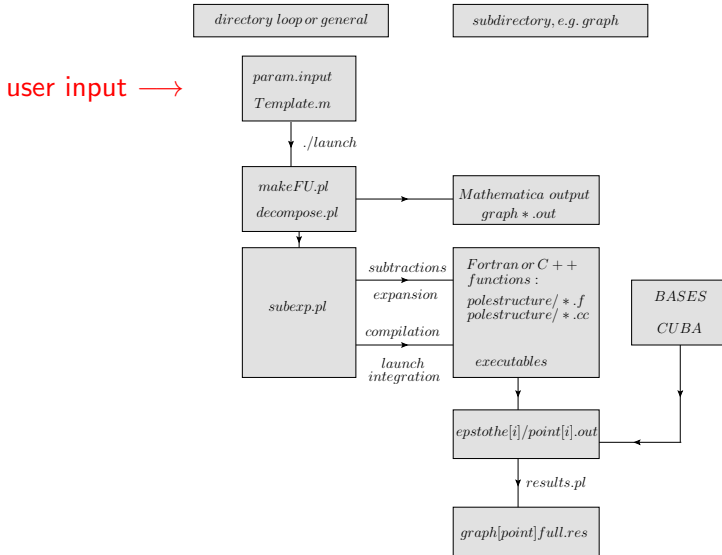 directory loop or general
subdirectory, e.g. graph
user input
param.input
Template.m
./launch
makeFU.pl
decompose.pl
Mathematica output
graph * .out
subexp.pl
subtractions
expansion
compilation
launch
integration
Fortran or C + +
functions :
polestructure/ * .f
polestructure/ * .cc
executables
BASES
CUBA
epstothe[i]/point[i].out
results.pl
graph[point]full.res